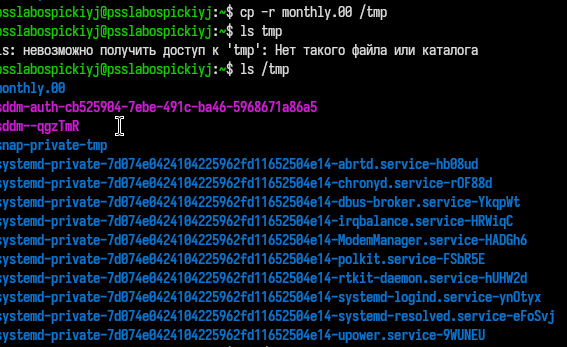 psslabospickiyj@psslabospickiyj:~$ cp -r monthly.00 /tmp
psslabospickiyj@psslabospickiyj:~$ ls tmp
ls: невозможно получить доступ к 'tmp': Нет такого файла или каталога
psslabospickiyj@psslabospickiyj:~$ ls /tmp
monthly.00
sddm-auth-cb525904-7ebe-491c-ba46-5968671a86a5
sddm--qgzTmR
snap-private-tmp
systemd-private-7d074e0424104225962fd11652504e14-abrtd.service-hb08ud
systemd-private-7d074e0424104225962fd11652504e14-chronyd.service-rOF88d
systemd-private-7d074e0424104225962fd11652504e14-dbus-broker.service-YkqpWt
systemd-private-7d074e0424104225962fd11652504e14-irqbalance.service-HRWiqC
systemd-private-7d074e0424104225962fd11652504e14-ModemManager.service-HADGh6
systemd-private-7d074e0424104225962fd11652504e14-polkit.service-FSbR5E
systemd-private-7d074e0424104225962fd11652504e14-rtkit-daemon.service-hUHW2d
systemd-private-7d074e0424104225962fd11652504e14-systemd-logind.service-ynOtyx
systemd-private-7d074e0424104225962fd11652504e14-systemd-resolved.service-eFoSvj
systemd-private-7d074e0424104225962fd11652504e14-upower.service-9WUNEU